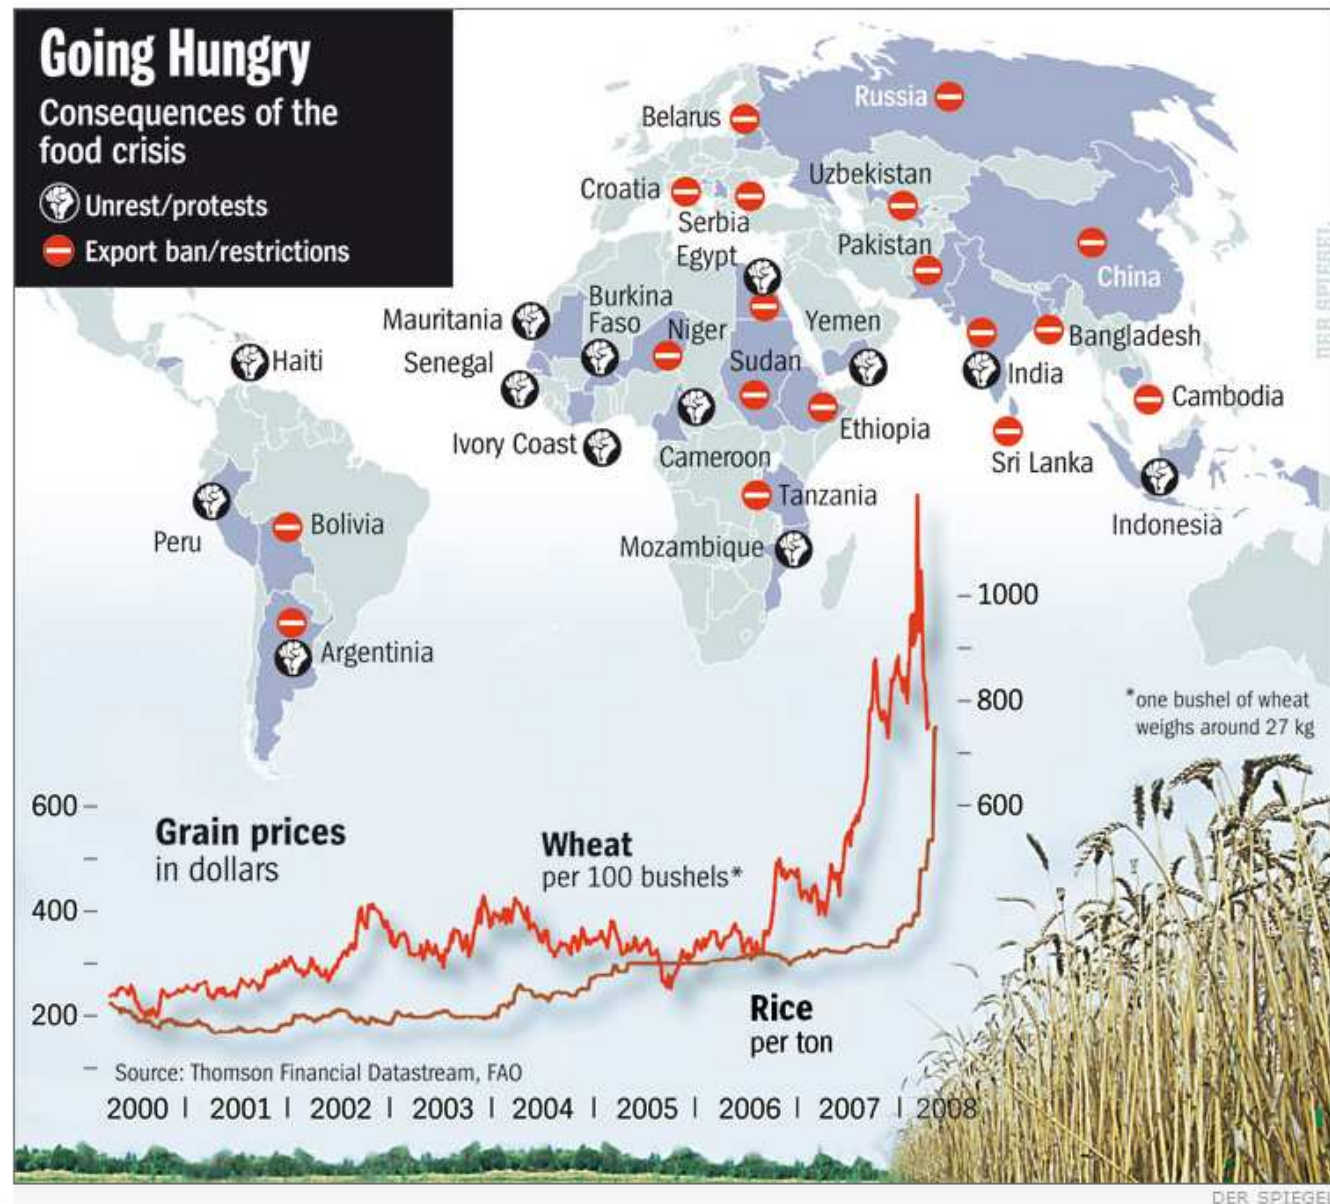 Going Hungry
Consequences of the
food crisis
Unrest/protests
Export ban/restrictions
Russia
Belarus
Uzbekistan
Croatia
Serbia
Pakistan
Egypt
China
Burkina
Faso
Mauritania
Niger
Yemen
Bangladesh
Haiti
Senegal
Sudan
India
Cambodia
Ethiopia
Ivory Coast
Cameroon
Sri Lanka
Tanzania
Peru
Bolivia
Indonesia
Mozambique
Argentinia
1000
800
600
*one bushel of wheat
weighs around 27 kg
600
400
200
Grain prices
in dollars
Wheat
per 100 bushels*
Rice
per ton
Source: Thomson Financial Datastream, FAO
2000 | 2001 | 2002 | 2003 | 2004 | 2005 | 2006 | 2007 | 2008
DER SPIEGEL
DER SPIEGEL